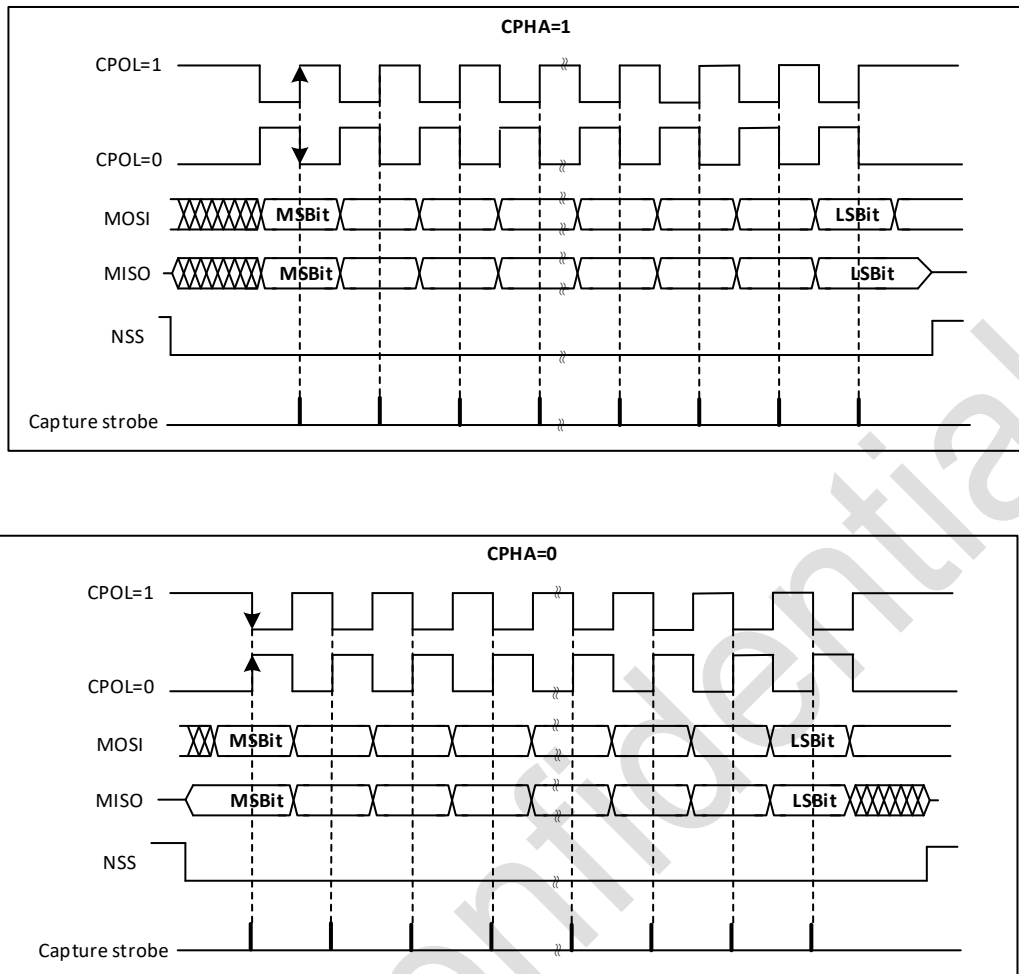 CPHA=1
CPOL=1
CPOL=0
MOSI MSBit LSBit
MISO MSBit LSBit
NSS
Capture strobe
CPHA=0
CPOL=1
CPOL=0
MOSI MSBit LSBit
MISO MSBit LSBit
NSS
Capture strobe
onfidential